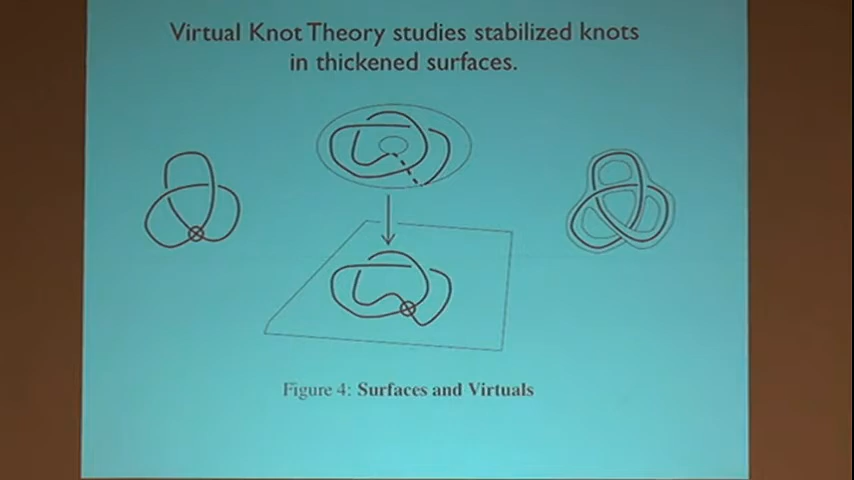 Virtual Knot Theory studies stabilized knots
in thickened surfaces.
Figure 4: Surfaces and Virtuals